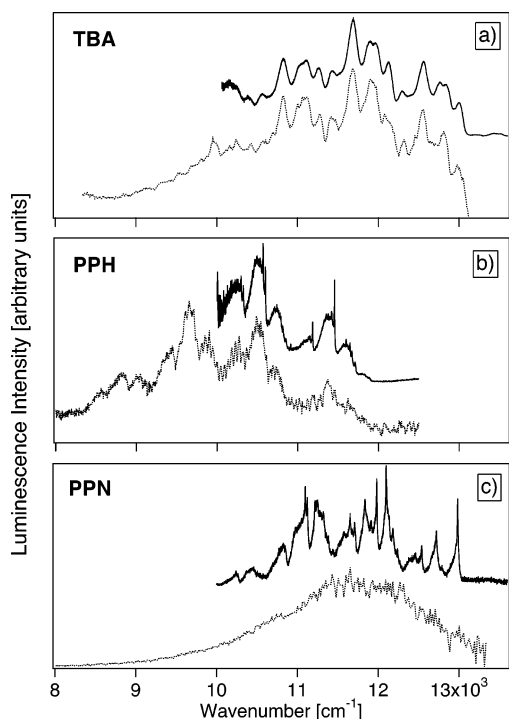 TBA
a)
PPH
b)
PPN
c)
Luminescence Intensity [arbitrary units]
8 9 10 11 12 13x10³
Wavenumber [cm⁻¹]